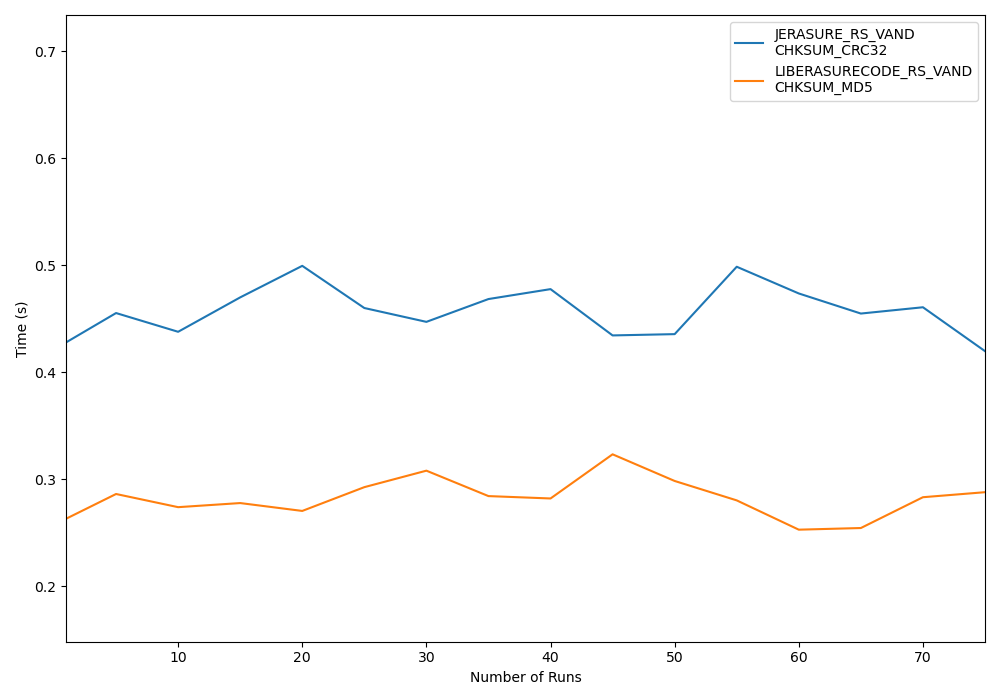 JERASURE_RS_VAND
CHKSUM_CRC32
LIBERASURECODE_RS_VAND
CHKSUM_MD5
0.7
0.6
0.5
0.4
0.3
0.2
Time (s)
10 20 30 40 50 60 70
Number of Runs